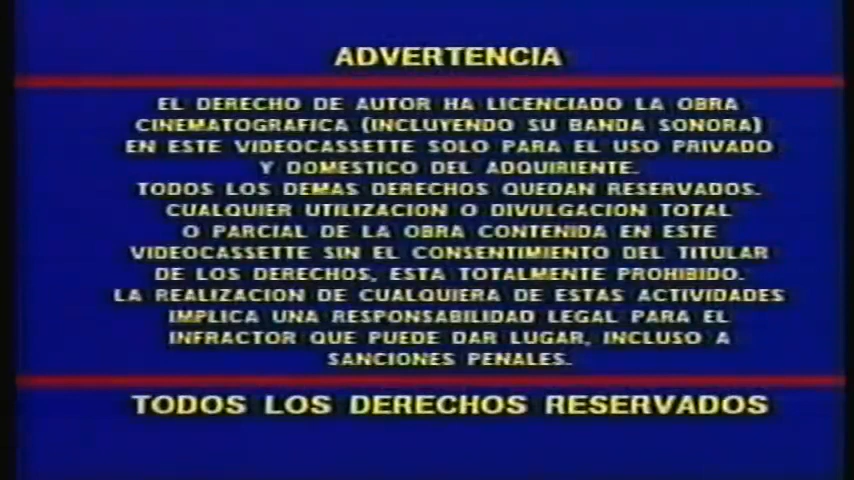 ADVERTENCIA
EL DERECHO DE AUTOR HA LICENCIADO LA OBRA
CINEMATOGRAFICA (INCLUYENDO SU BANDA SONORA)
EN ESTE VIDEOCASSETTE SOLO PARA EL USO PRIVADO
Y DOMESTICO DEL ADQUIRIENTE.
TODOS LOS DEMAS DERECHOS QUEDAN RESERVADOS.
CUALQUIER UTILIZACION O DIVULGACION TOTAL
O PARCIAL DE LA OBRA CONTENIDA EN ESTE
VIDEOCASSETTE SIN EL CONSENTIMIENTO DEL TITULAR
DE LOS DERECHOS, ESTA TOTALMENTE PROHIBIDO.
LA REALIZACION DE CUALQUIERA DE ESTAS ACTIVIDADES
IMPLICA UNA RESPONSABILIDAD LEGAL PARA EL
INFRACTOR QUE PUEDE DAR LUGAR, INCLUSO A
SANCIONES PENALES.
TODOS LOS DERECHOS RESERVADOS